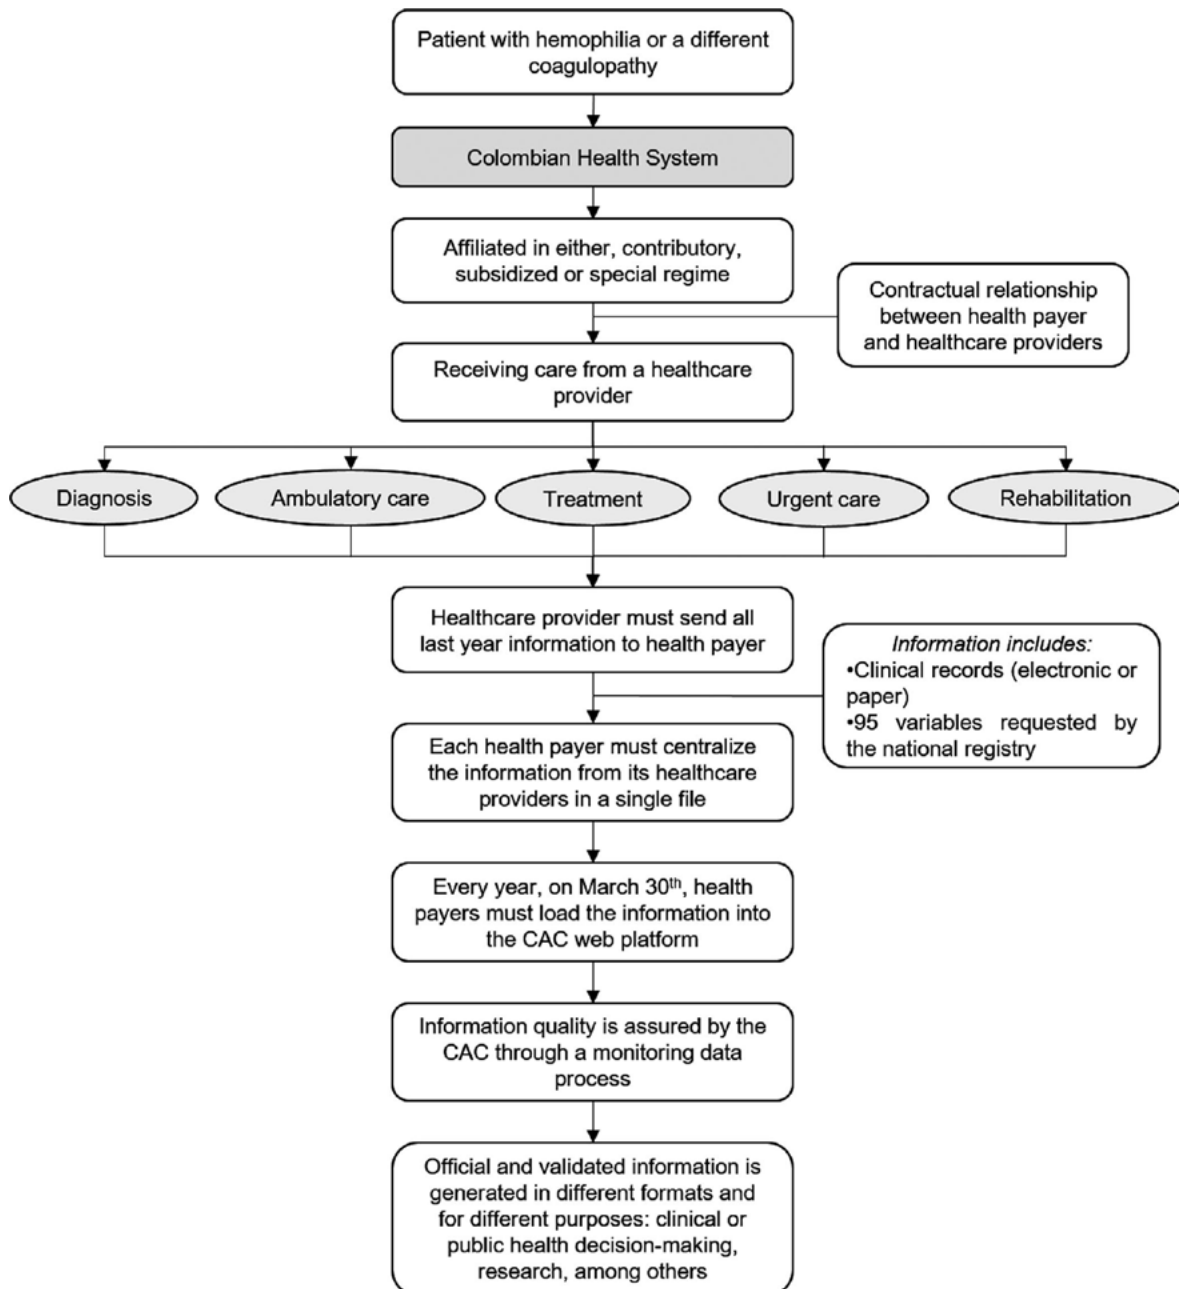 Patient with hemophilia or a different
coagulopathy
Colombian Health System
Affiliated in either, contributory,
subsidized or special regime
Contractual relationship
between health payer
and healthcare providers
Receiving care from a healthcare
provider
Diagnosis
Ambulatory care
Treatment
Urgent care
Rehabilitation
Healthcare provider must send all
last year information to health payer
Information includes:
•Clinical records (electronic or
paper)
•95 variables requested by
the national registry
Each health payer must centralize
the information from its healthcare
providers in a single file
Every year, on March 30th, health
payers must load the information into
the CAC web platform
Information quality is assured by the
CAC through a monitoring data
process
Official and validated information is
generated in different formats and
for different purposes: clinical or
public health decision-making,
research, among others